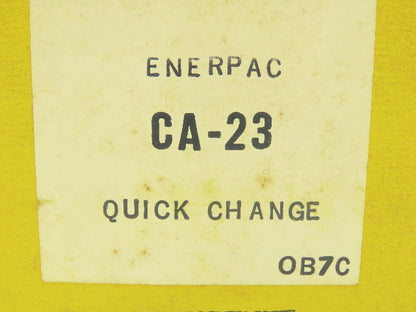 ENERPAC
CA-23
QUICK CHANGE
OB7C